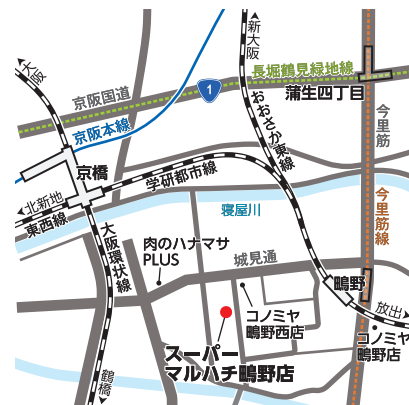 大阪
新大阪
長堀鶴見緑地線
京阪国道
1
蒲生四丁目
京阪本線
おおさか東線
今里筋
京橋
学研都市線
北新地
東西線
寝屋川
今里筋線
大阪環状線
肉のハナマサ
PLUS
城見通
鴫野
放出
コノミヤ
鴫野西店
コノミヤ
鴫野店
スーパー
マルハチ鴫野店
鶴橋